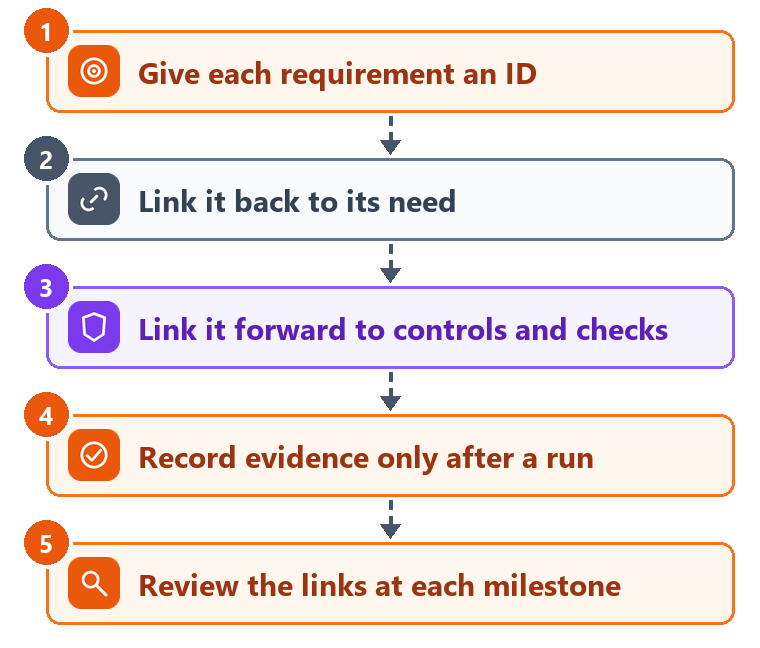 1
Give each requirement an ID
2
Link it back to its need
3
Link it forward to controls and checks
4
Record evidence only after a run
5
Review the links at each milestone